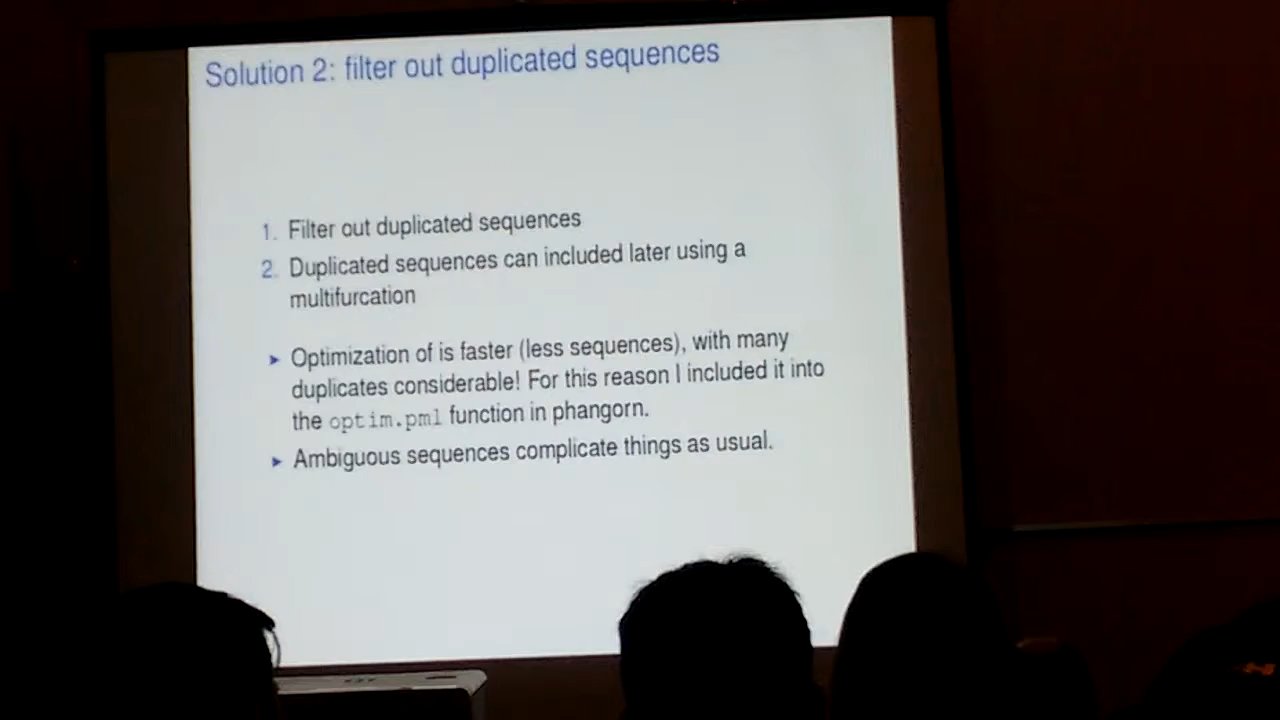 Solution 2: filter out duplicated sequences
1. Filter out duplicated sequences
2. Duplicated sequences can included later using a
multifurcation
Optimization of is faster (less sequences), with many
duplicates considerable! For this reason I included it into
the optim.pml function in phangorn.
Ambiguous sequences complicate things as usual.